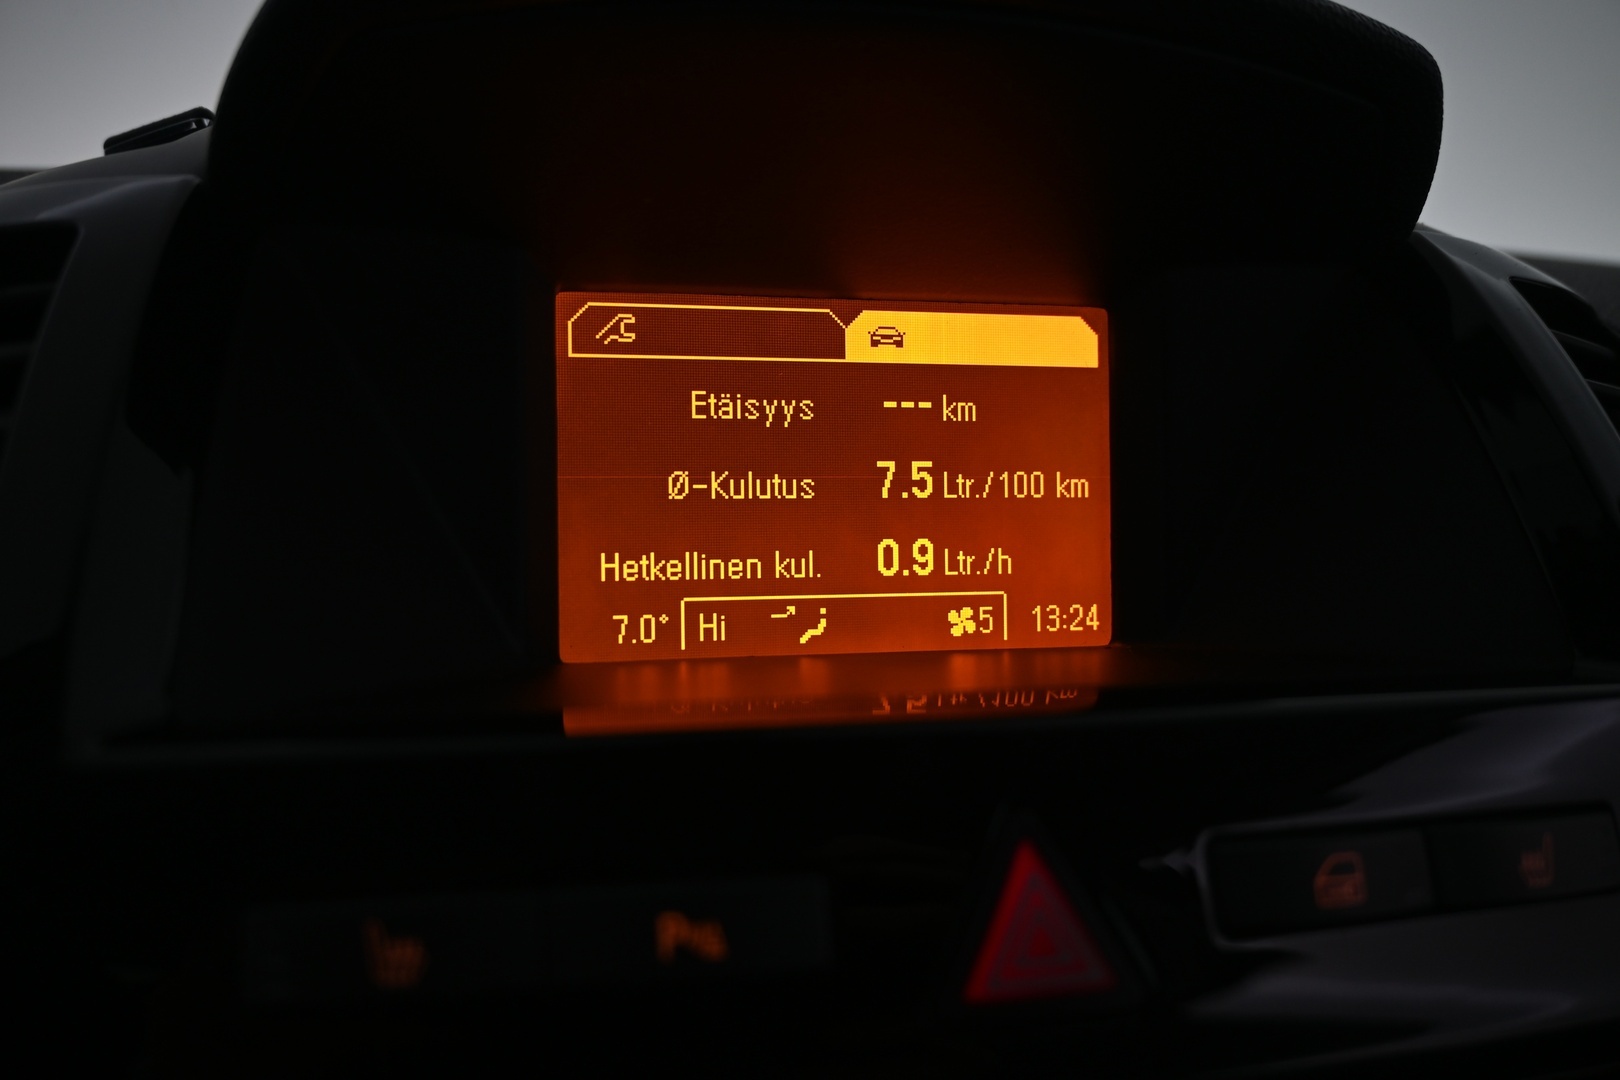 Etäisyys --- km
Ø-Kulutus 7.5 Ltr./100 km
Hetkellinen kul. 0.9 Ltr./h
7.0° Hi 5 13:24